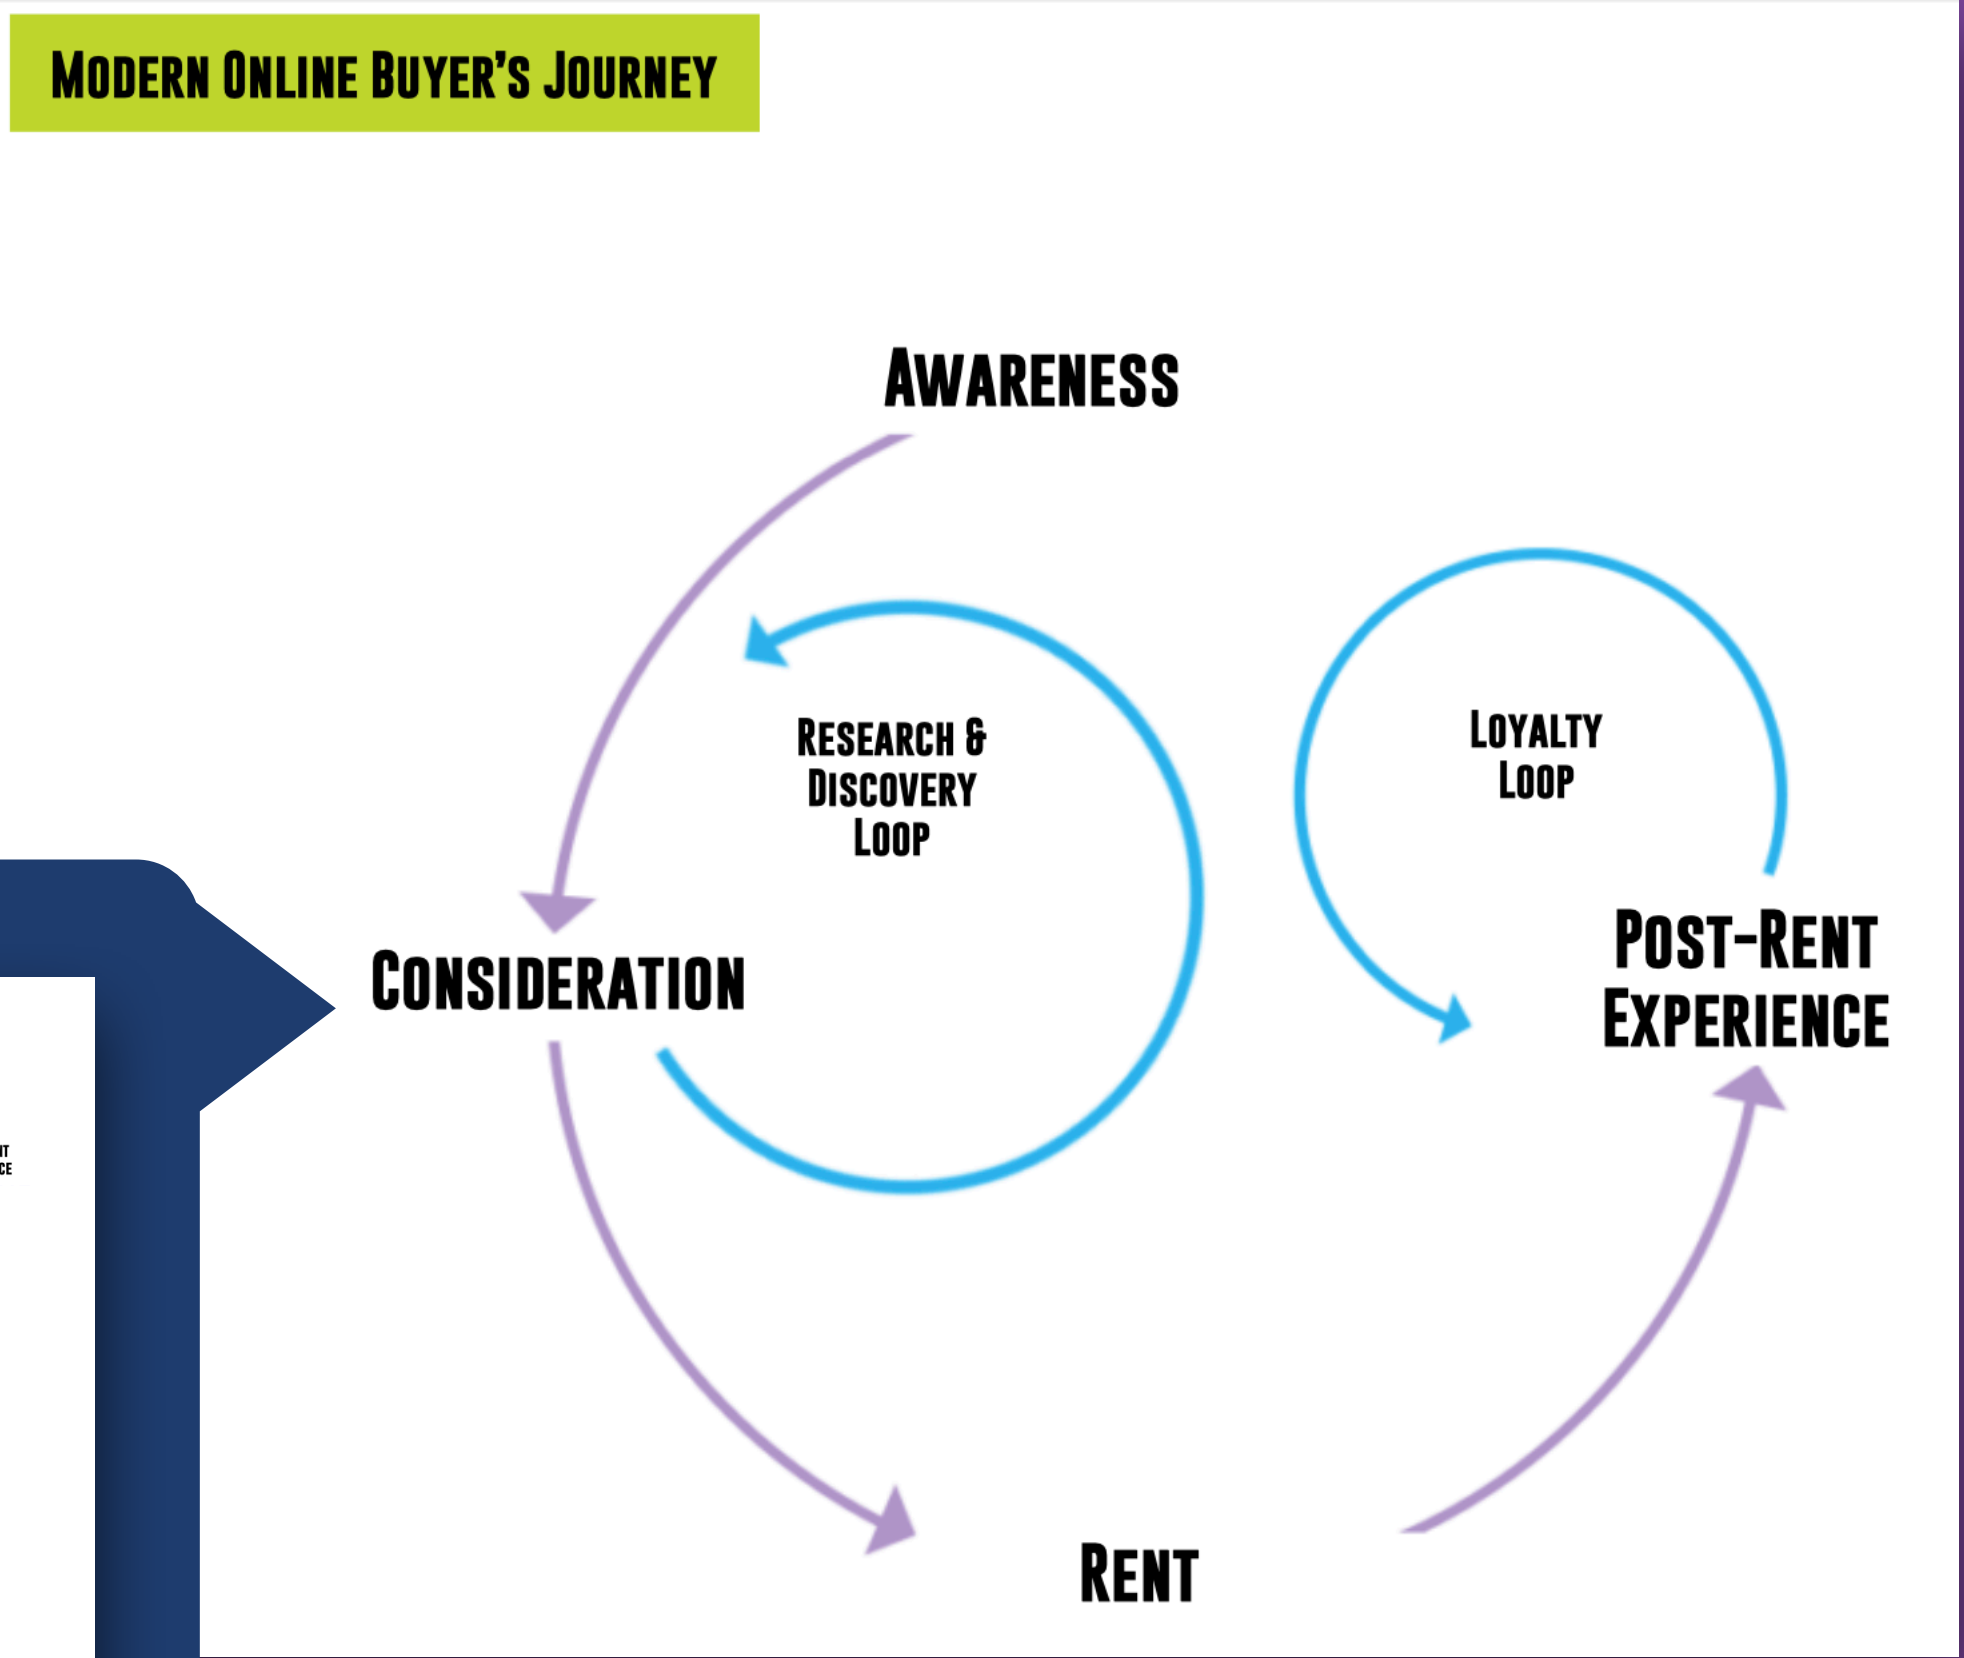 Modern Online Buyer's Journey
Awareness
Research &
Discovery
Loop
Loyalty
Loop
Consideration
Post-Rent
Experience
Rent